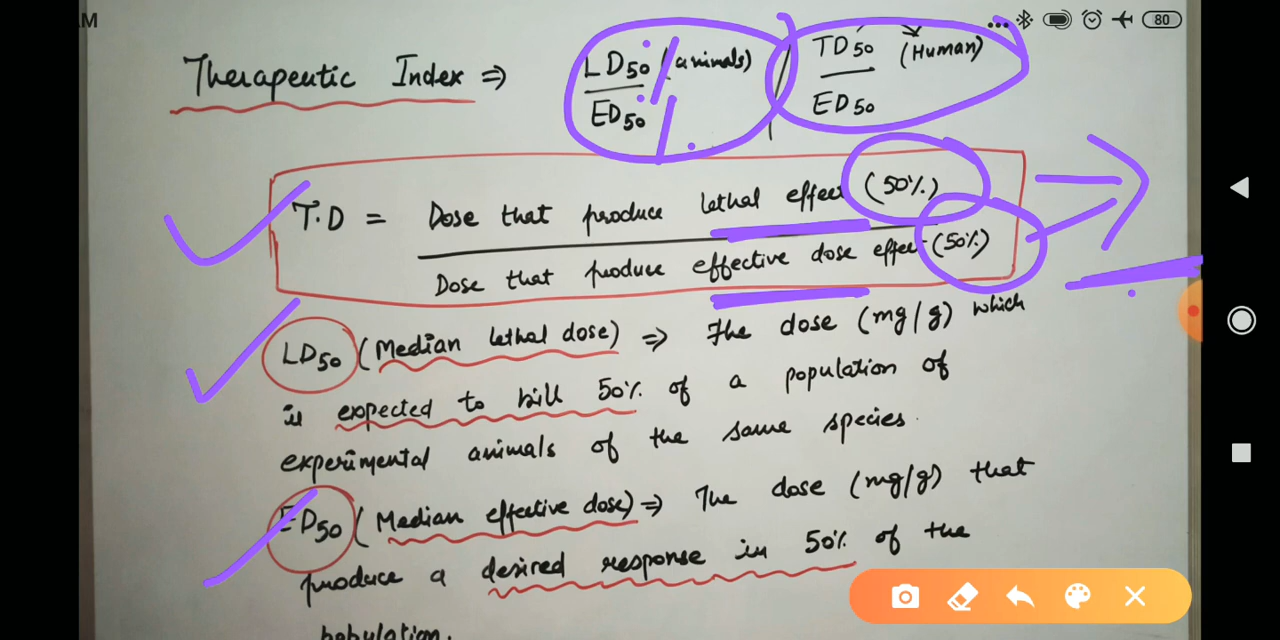 AM
80
Therapeutic Index ⇒ LD50 (animals) / TD50 (Human)
ED50 ED50
T.D = Dose that produce lethal effect (50%)
Dose that produce effective dose effect (50%)
LD50 (Median lethal dose) ⇒ The dose (mg/g) which
is expected to kill 50% of a population of
experimental animals of the same species.
ED50 (Median effective dose) ⇒ The dose (mg/g) that
produce a desired response in 50% of the
population.